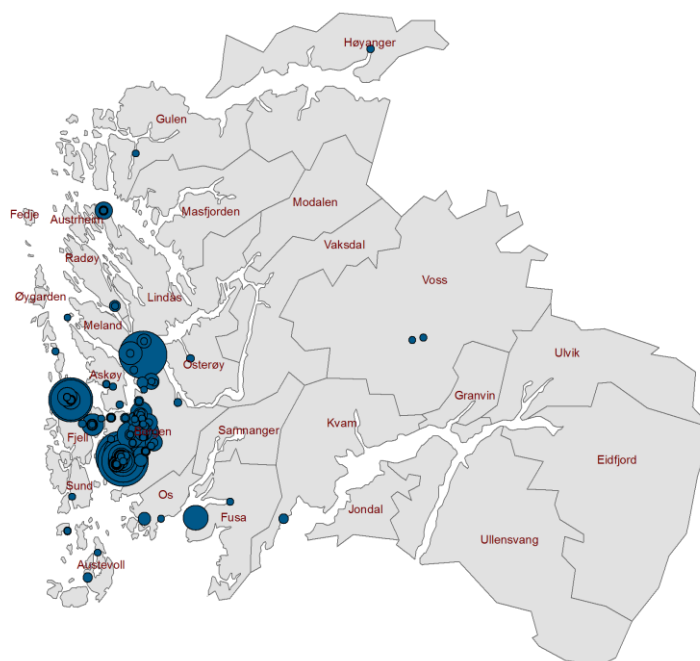 Høyanger
Gulen
Modalen
Masfjorden
Fedje
Austrheim
Vaksdal
Radøy
Voss
Øygarden
Lindås
Meland
Ulvik
Osterøy
Askøy
Granvin
Kvam
Samnanger
Fjell
Eidfjord
Sund
Os
Jondal
Fusa
Ullensvang
Austevoll